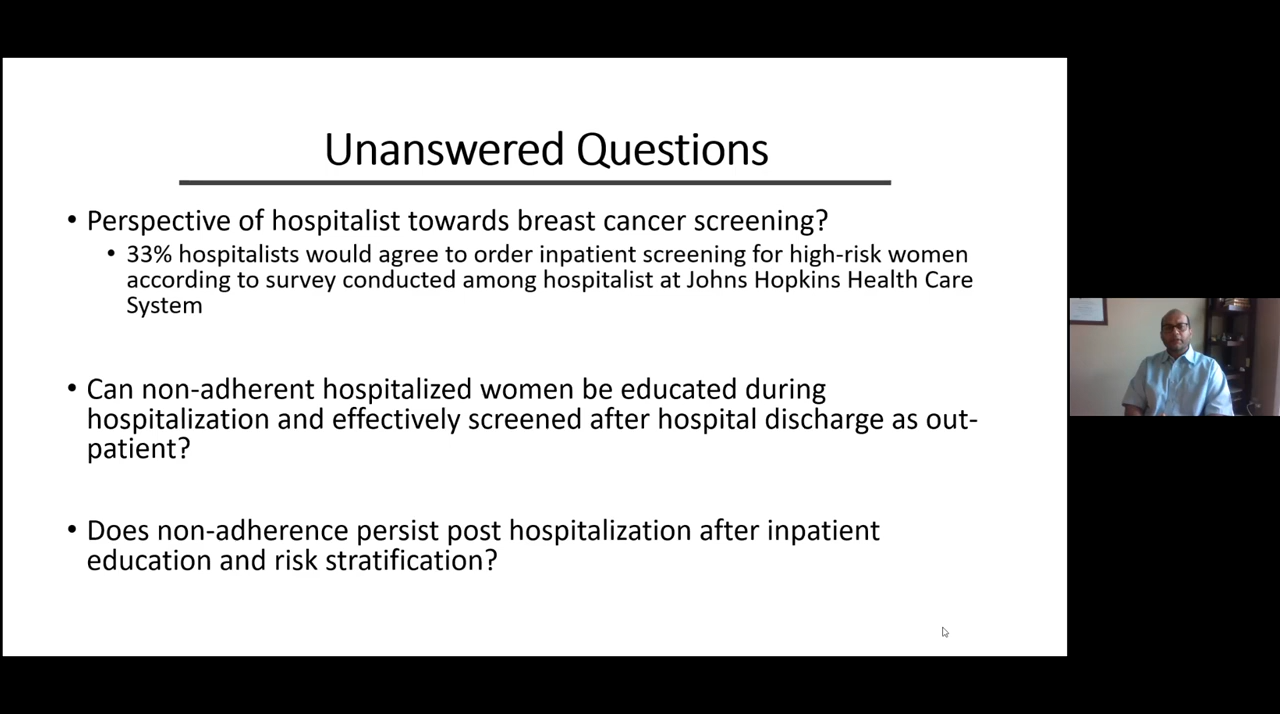 Unanswered Questions
• Perspective of hospitalist towards breast cancer screening?
• 33% hospitalists would agree to order inpatient screening for high-risk women
according to survey conducted among hospitalist at Johns Hopkins Health Care
System
• Can non-adherent hospitalized women be educated during
hospitalization and effectively screened after hospital discharge as out-
patient?
• Does non-adherence persist post hospitalization after inpatient
education and risk stratification?